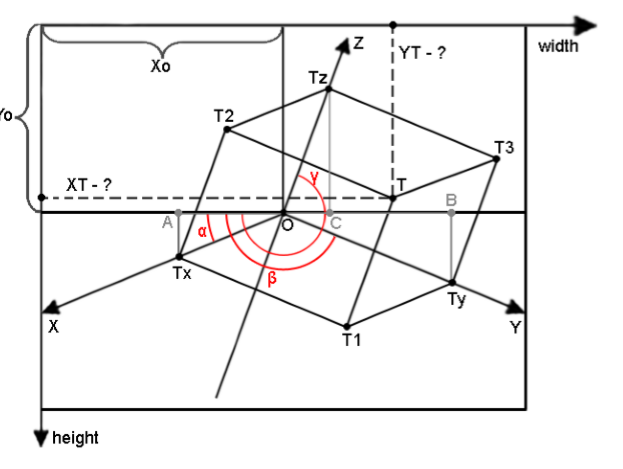 width
Xo
YT - ?
Z
Yo
Tz
T2
T3
γ
XT - ?
T
B
A
O
C
α
β
Tx
Ty
X
Y
T1
height